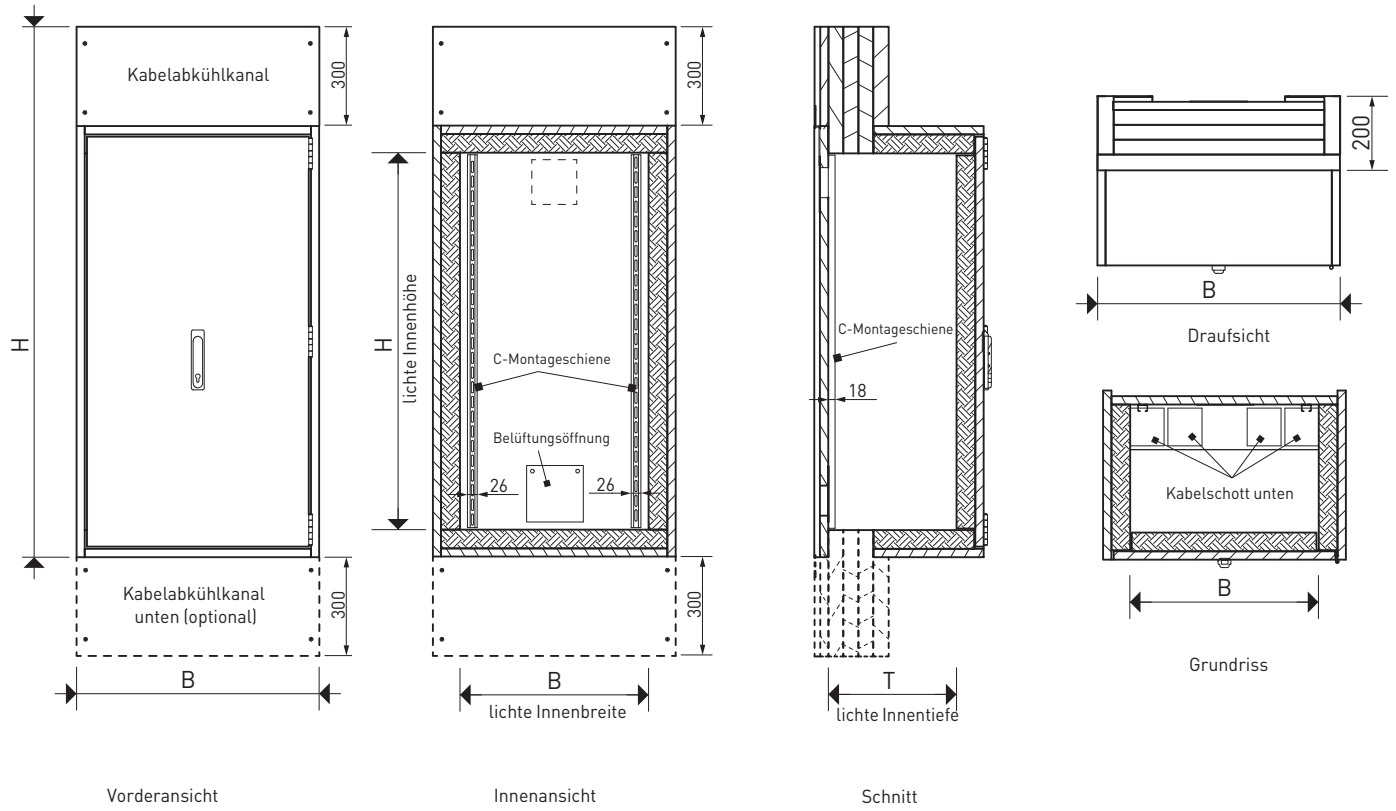 Kabelabkühlkanal
300
H
Kabelabkühlkanal
unten (optional)
300
B
Vorderansicht
300
H
lichte Innenhöhe
C-Montageschiene
Belüftungsöffnung
26
26
300
B
lichte Innenbreite
Innenansicht
C-Montageschiene
18
T
lichte Innentiefe
Schnitt
200
B
Draufsicht
Kabelschott unten
B
Grundriss